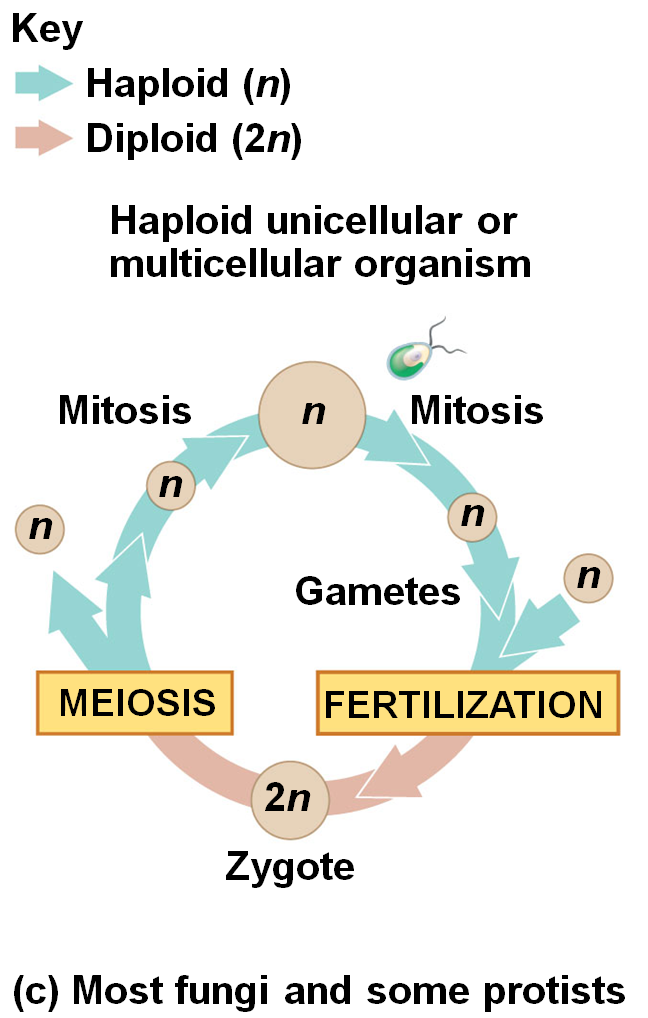 Key
Haploid (n)
Diploid (2n)
Haploid unicellular or
multicellular organism
Mitosis
n
Mitosis
n
n
n
n
Gametes
MEIOSIS
FERTILIZATION
2n
Zygote
(c) Most fungi and some protists